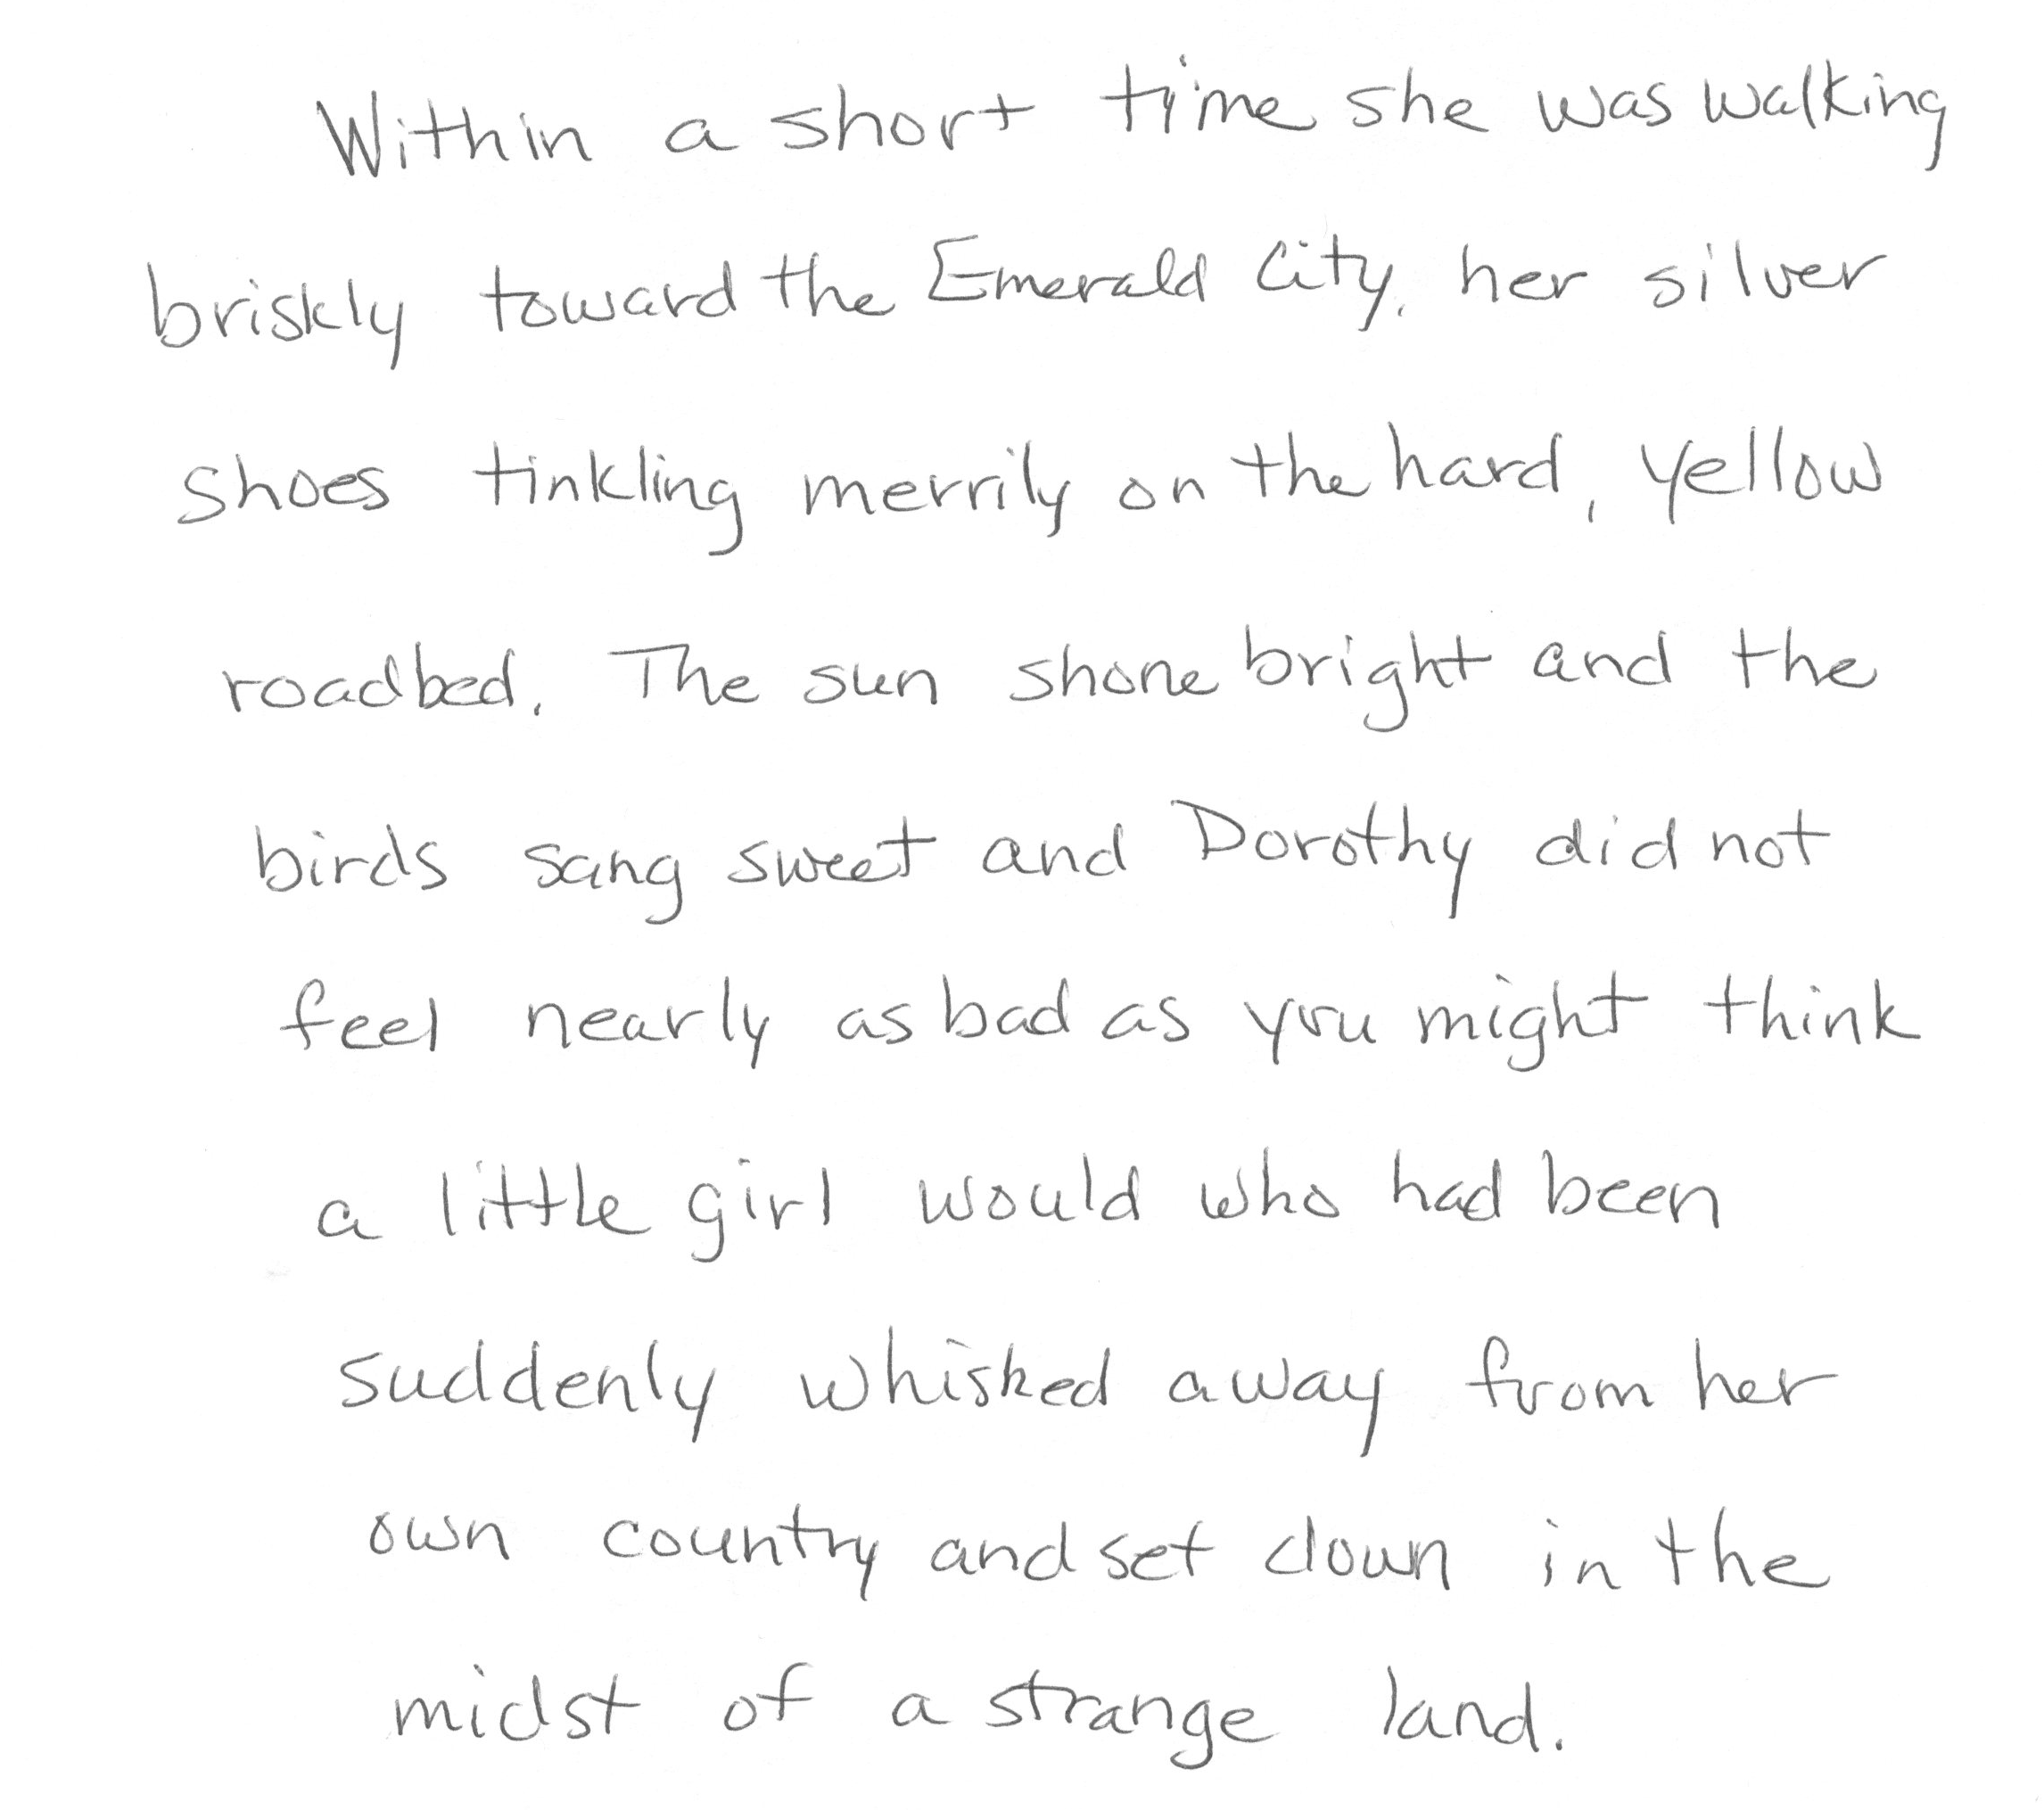 Within a short time she was walking
briskly toward the Emerald City, her silver
shoes tinkling merrily on the hard, yellow
roadbed. The sun shone bright and the
birds sang sweet and Dorothy did not
feel nearly as bad as you might think
a little girl would who had been
suddenly whisked away from her
own country and set down in the
midst of a strange land.